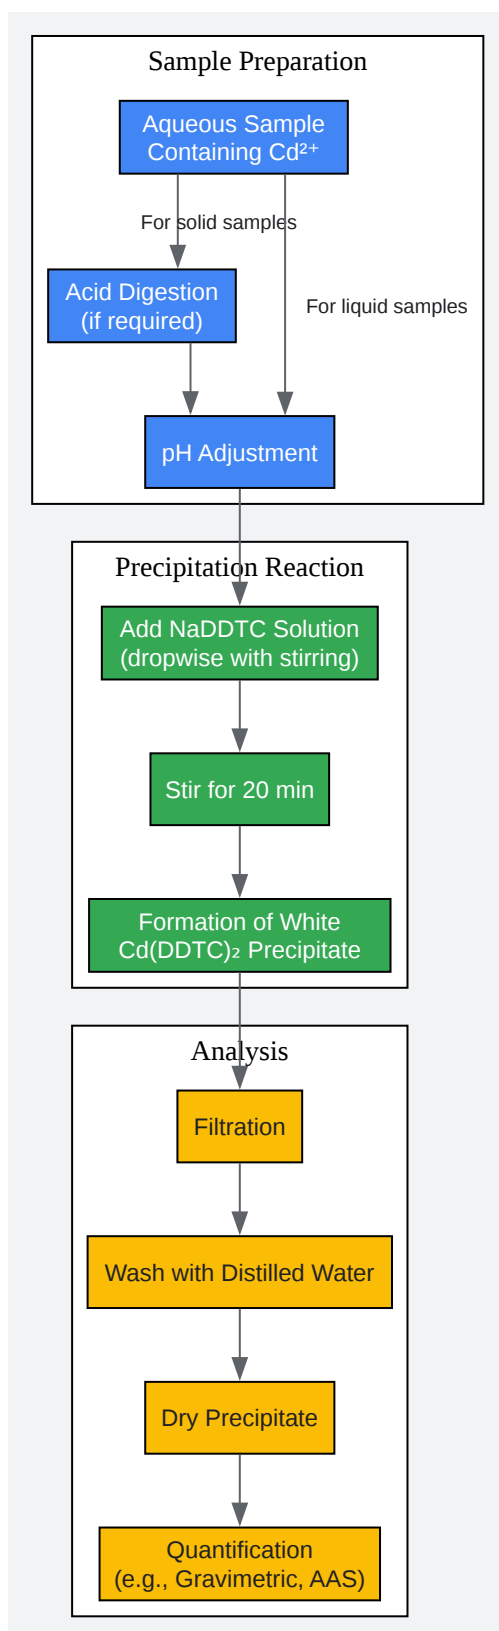 Sample Preparation
Aqueous Sample
Containing Cd²⁺
For solid samples
Acid Digestion
(if required)
For liquid samples
pH Adjustment
Precipitation Reaction
Add NaDDTC Solution
(dropwise with stirring)
Stir for 20 min
Formation of White
Cd(DDTC)₂ Precipitate
Analysis
Filtration
Wash with Distilled Water
Dry Precipitate
Quantification
(e.g., Gravimetric, AAS)